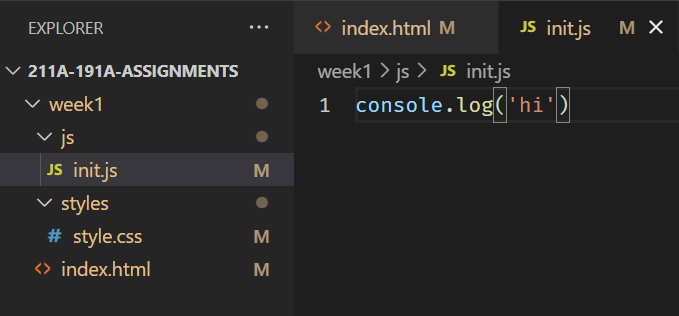 EXPLORER ...
211A-191A-ASSIGNMENTS
week1
js
JS init.js M
styles
# style.css M
<> index.html M
<> index.html M JS init.js M ×
week1 > js > JS init.js
1 console.log('hi')